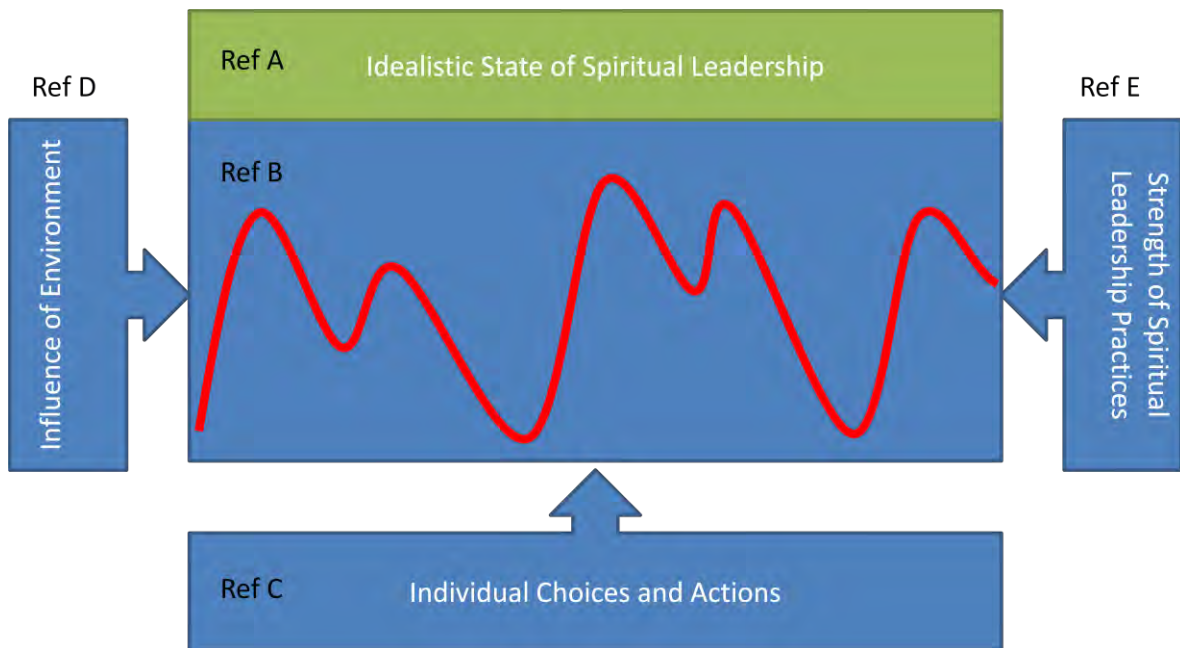 Ref A
Idealistic State of Spiritual Leadership
Ref D
Influence of Environment
Ref B
Ref E
Strength of Spiritual
Leadership Practices
Ref C
Individual Choices and Actions